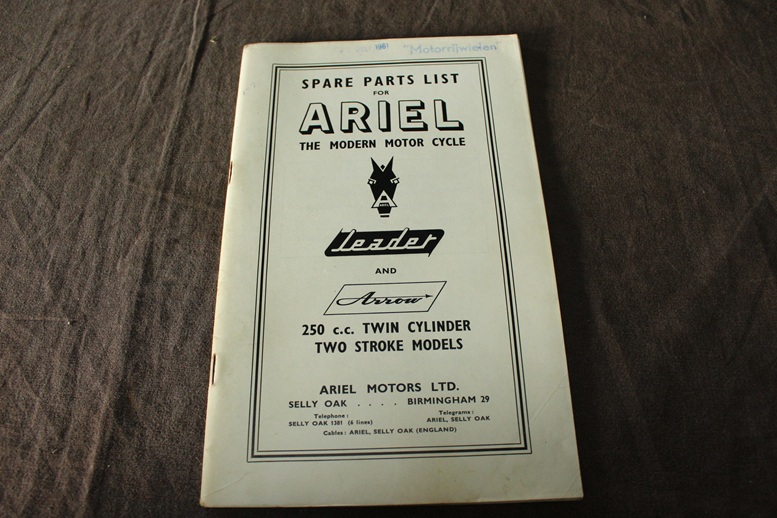 1961 "Motorrijwielen"
SPARE PARTS LIST
FOR
ARIEL
THE MODERN MOTOR CYCLE
Leader
AND
Arrow
250 c.c. TWIN CYLINDER
TWO STROKE MODELS
ARIEL MOTORS LTD.
SELLY OAK . . . . BIRMINGHAM 29
Telephone: Telegrams:
SELLY OAK 1381 (6 lines) ARIEL, SELLY OAK
Cables: ARIEL, SELLY OAK (ENGLAND)